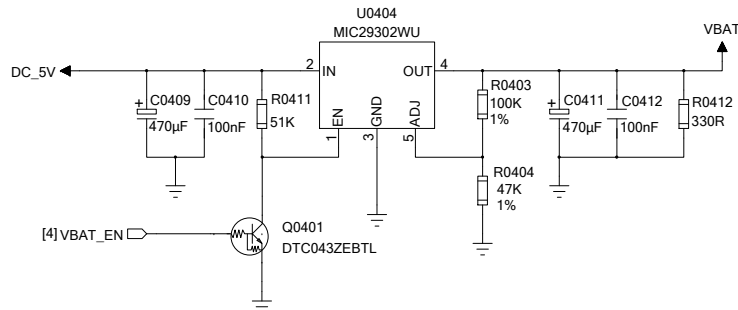 U0404
MIC29302WU
VBAT
DC_5V
2 IN
OUT 4
EN
GND
ADJ
1
3
5
C0409
470µF
C0410
100nF
R0411
51K
R0403
100K
1%
C0411
470µF
C0412
100nF
R0412
330R
R0404
47K
1%
[4] VBAT_EN
Q0401
DTC043ZEBTL
+
+